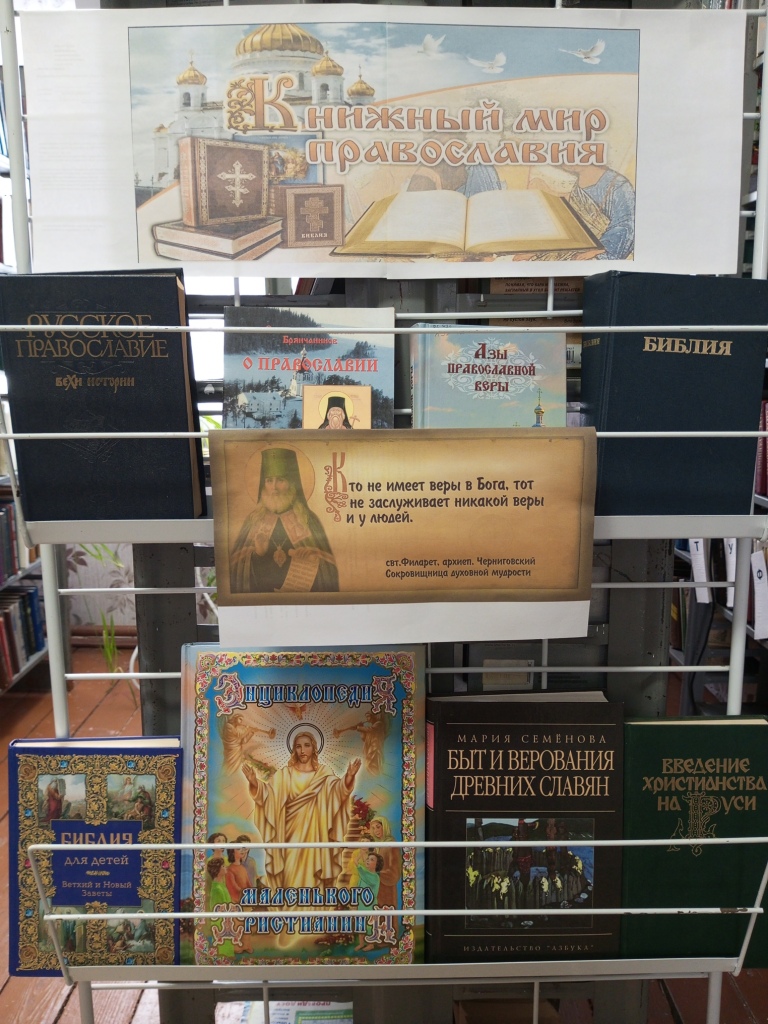 Книжный мир
православия
БИБЛИЯ
РУССКОЕ
ПРАВОСЛАВИЕ
ВЕХИ ИСТОРИИ
Брянчанинов
О ПРАВОСЛАВИИ
Азы
православной
веры
БИБЛИЯ
Кто не имеет веры в Бога, тот
не заслуживает никакой веры
и у людей.
свт.Филарет, архиеп. Черниговский
Сокровищница духовной мудрости
Т
У
Ф
БИБЛИЯ
для детей
Ветхий и Новый
Заветы
Энциклопедия
маленького
христианина
МАРИЯ СЕМЁНОВА
БЫТ И ВЕРОВАНИЯ
ДРЕВНИХ СЛАВЯН
ИЗДАТЕЛЬСТВО "АЗБУКА"
ВВЕДЕНИЕ
ХРИСТИАНСТВА
НА РУСИ